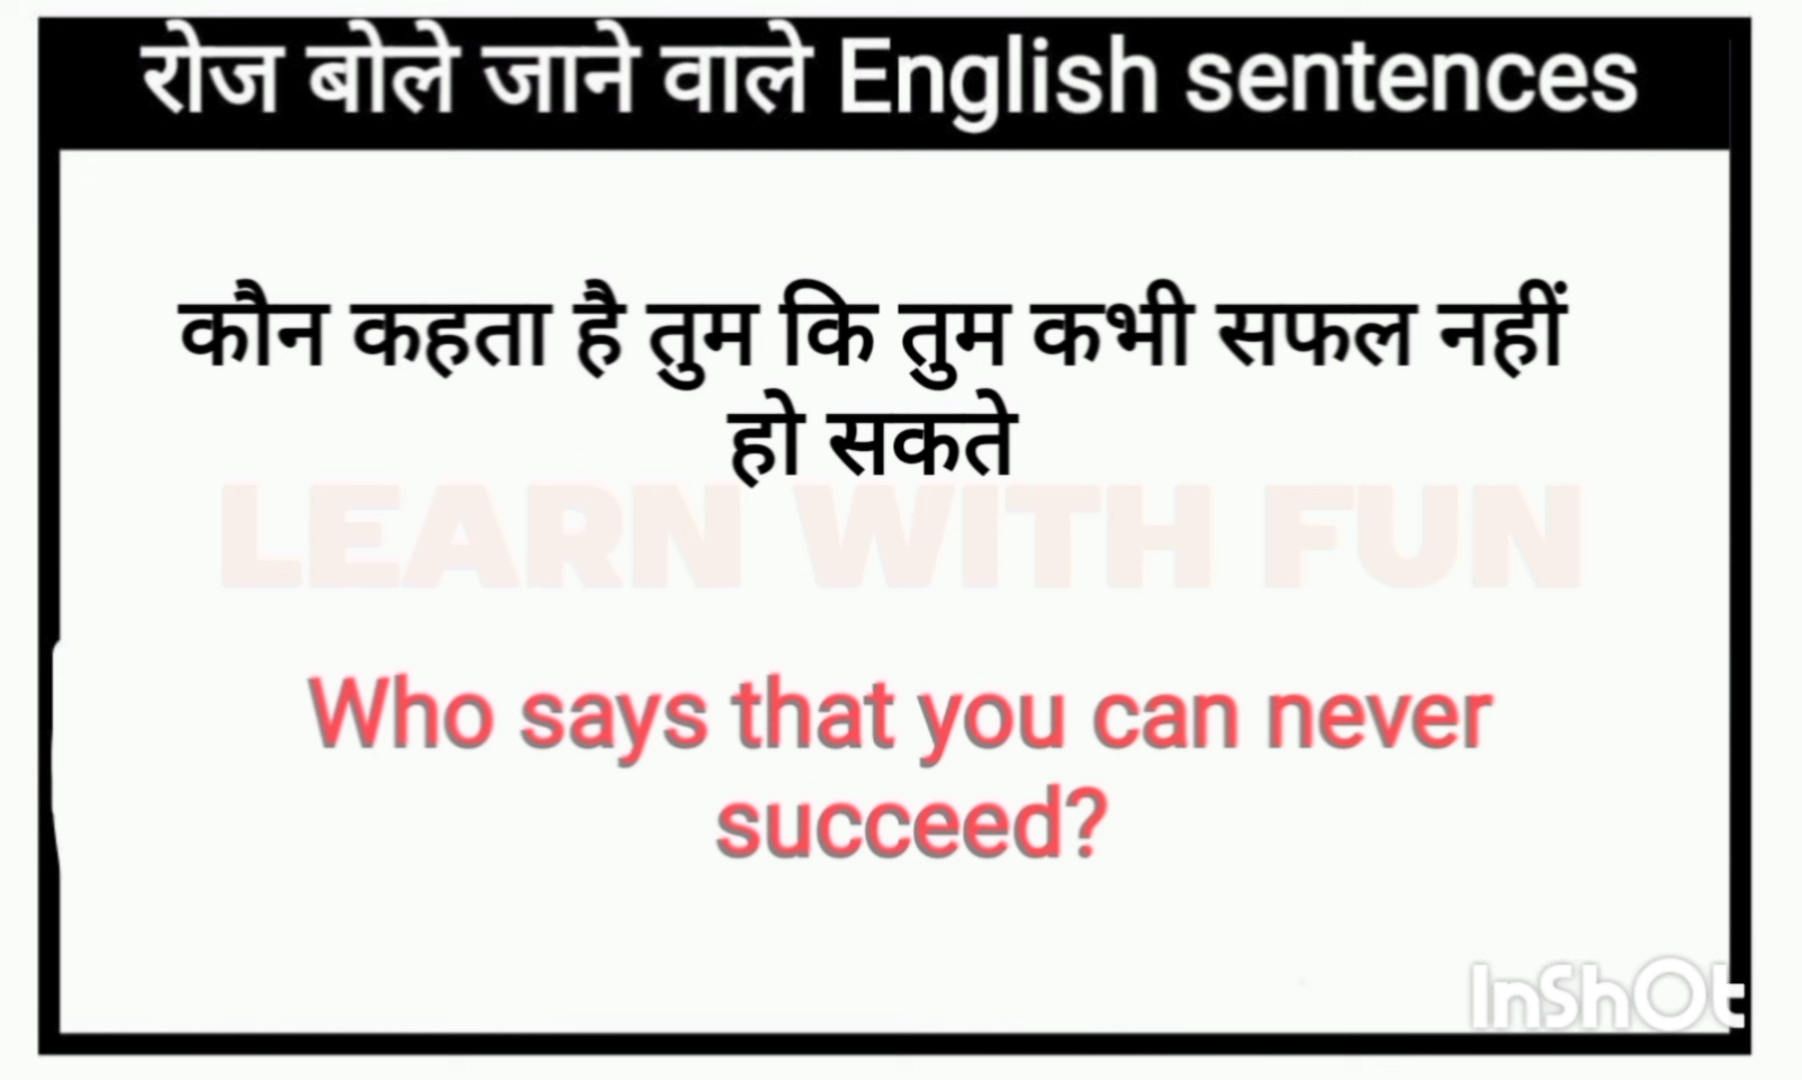 रोज बोले जाने वाले English sentences
कौन कहता है तुम कि तुम कभी सफल नहीं
हो सकते
LEARN WITH FUN
Who says that you can never
succeed?
InShOt